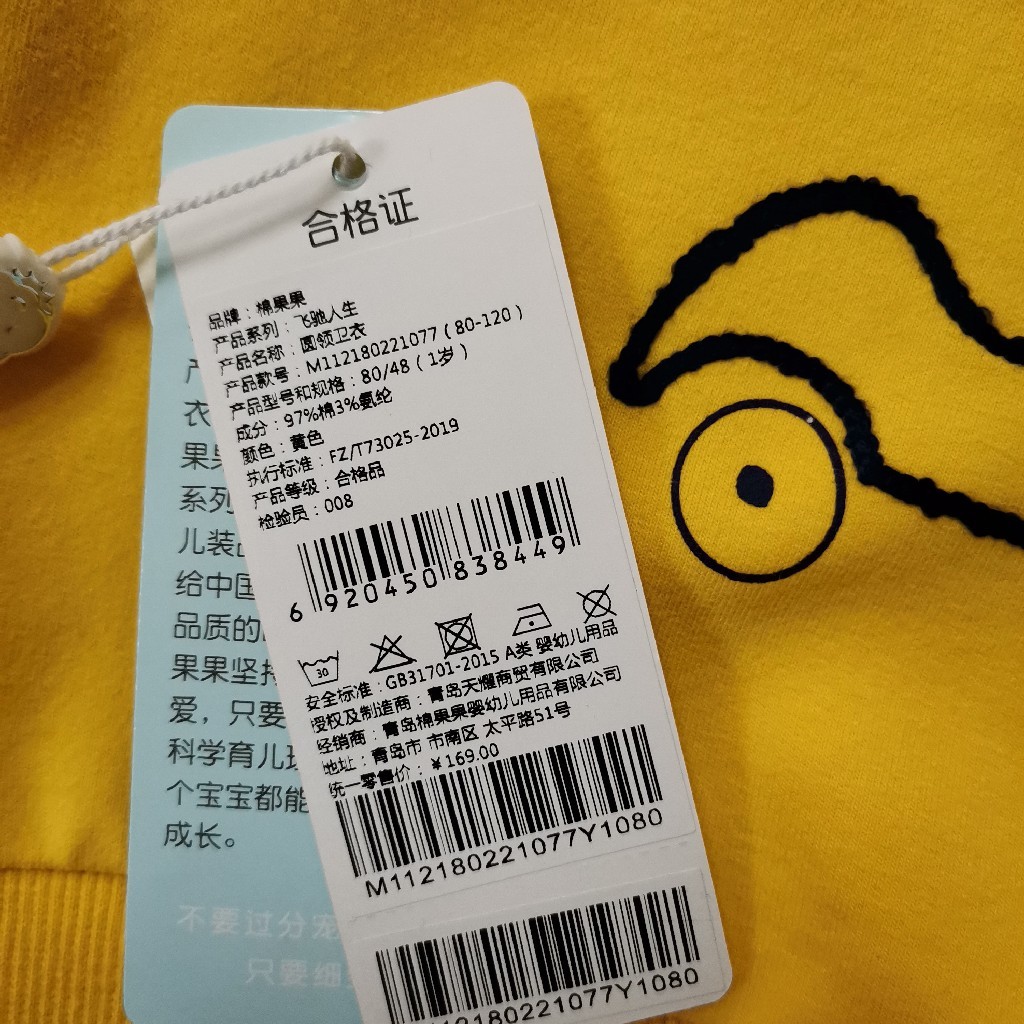 合格证
品牌：棉果果
产品系列：飞驰人生
产品名称：圆领卫衣
产品款号：M112180221077（80-120）
产品型号和规格：80/48（1岁）
成分：97%棉3%氨纶
颜色：黄色
执行标准：FZ/T73025-2019
产品等级：合格品
检验员：008
6 920450 838449
30
安全标准：GB31701-2015 A类 婴幼儿用品
授权及制造商：青岛天耀商贸有限公司
经销商：青岛棉果果婴幼儿用品有限公司
地址：青岛市 市南区 太平路51号
统一零售价：￥169.00
M112180221077Y1080
M112180221077Y1080
衣
果果
系列
儿装
给中国
品质的
果果坚持
爱，只要
科学育儿
个宝宝都能
成长。
不要过分宠
只要细